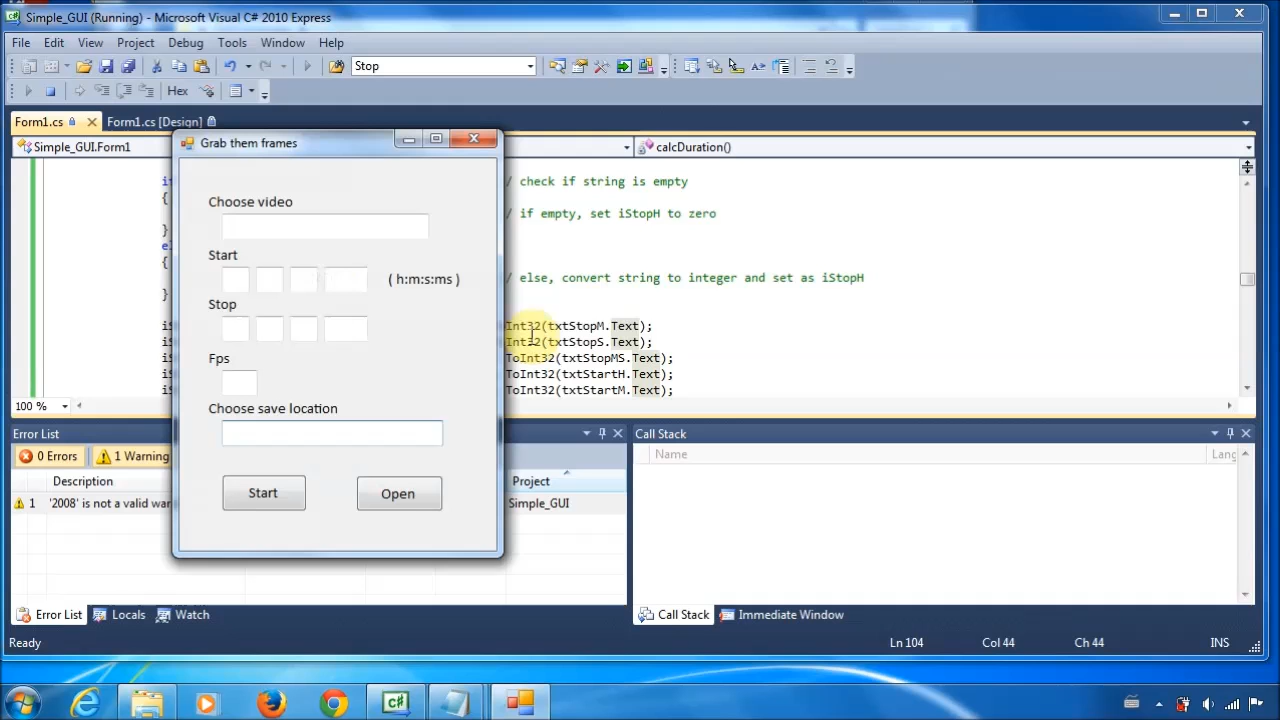 Simple_GUI (Running) - Microsoft Visual C# 2010 Express
File Edit View Project Debug Tools Window Help
Stop
Hex
Form1.cs Form1.cs [Design]
Simple_GUI.Form1 calcDuration()
Grab them frames
/ check if string is empty
{ / if empty, set iStopH to zero
}
{ / else, convert string to integer and set as iStopH
}
Int32(txtStopM.Text);
Int32(txtStopS.Text);
ToInt32(txtStopMS.Text);
ToInt32(txtStartH.Text);
ToInt32(txtStartM.Text);
Choose video
Start
( h:m:s:ms )
Stop
Fps
Choose save location
Start Open
100 %
Error List
0 Errors 1 Warning
Description Project
1 '2008' is not a valid war Simple_GUI
Error List Locals Watch
Call Stack
Name Lang
Call Stack Immediate Window
Ready Ln 104 Col 44 Ch 44 INS